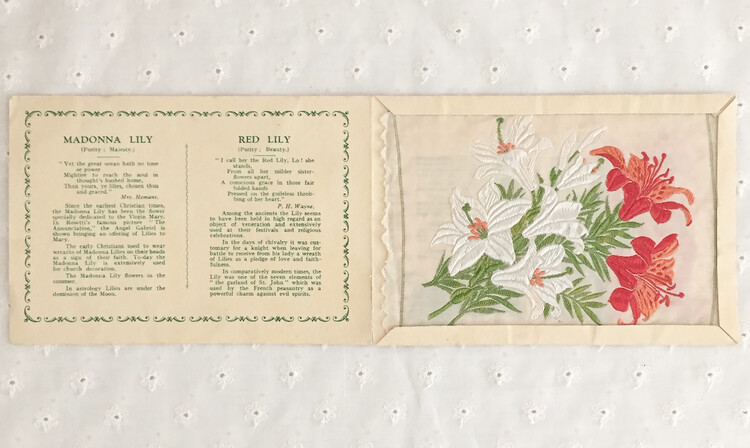 MADONNA LILY
(Purity; Majesty)
"Yet the great ocean hath no tone
of power
Mightier to reach the soul in
thought's hushed hour,
Than yours, ye lilies, chosen thus
and graced."
Mrs. Hemans.
Since the earliest Christian times,
the Madonna Lily has been the flower
specially dedicated to the Virgin Mary.
D. Rosetti's famous picture "The
Annunciation," the Angel Gabriel is
shown bringing an offering of Lilies to
Mary.
The early Christians used to wear
wreaths of Madonna Lilies on their heads
as a sign of their faith. To-day the
Madonna Lily is extensively used
for church decoration.
The Madonna Lily flowers in the
summer.
In astrology Lilies are under the
dominion of the Moon.
RED LILY
(Purity; Beauty.)
"I call her the Red Lily, Lo! she
stands,
From all her milder sister-
flowers apart,
A conscious grace in those fair
folded hands
Pressed on the guileless throb-
bing of her heart."
P. H. Wayne.
Among the ancients the Lily seems
to have been held in high regard as an
object of veneration and extensively
used at their festivals and religious
celebrations.
In the days of chivalry it was cus-
tomary for a knight when leaving for
battle to receive from his lady a wreath
of Lilies as a pledge of love and faith-
fulness.
In comparatively modern times, the
Lily was one of the seven elements of
"the garland of St. John" which was
used by the French peasantry as a
powerful charm against evil spirits.